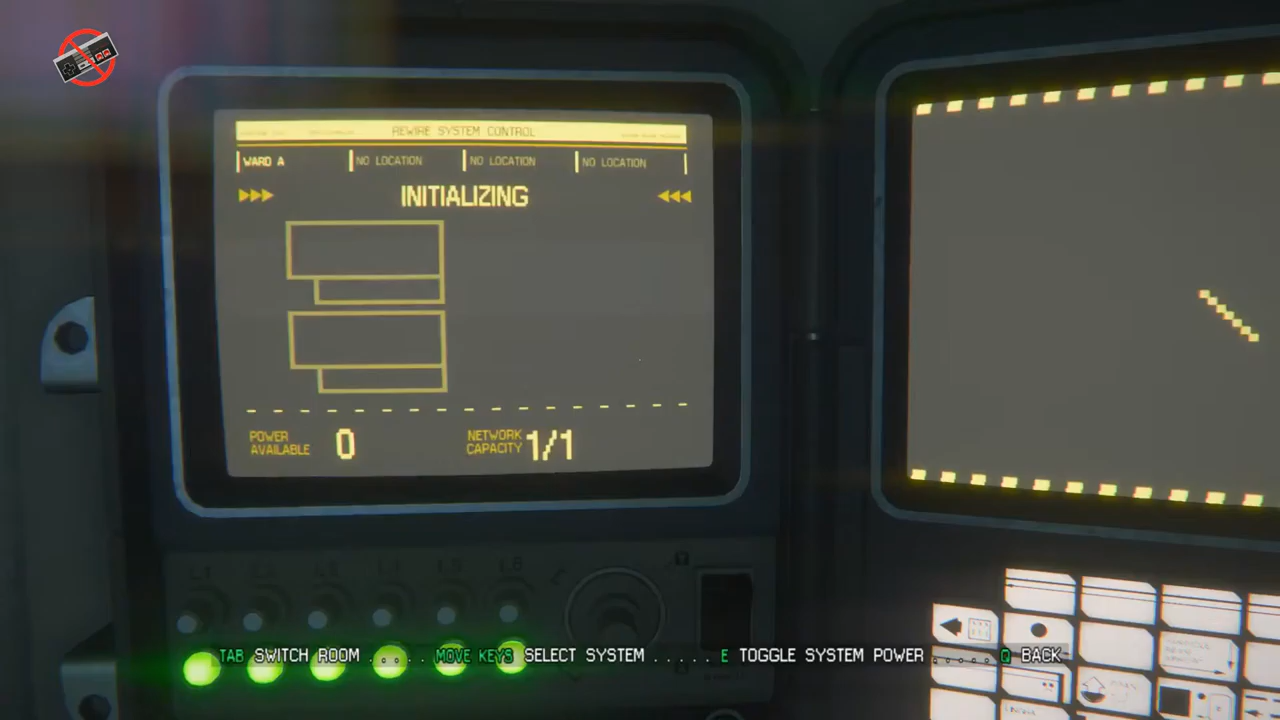 REWIRE SYSTEM CONTROL
WARD A NO LOCATION NO LOCATION NO LOCATION
INITIALIZING
POWER AVAILABLE 0 NETWORK CAPACITY 1/1
TAB SWITCH ROOM ..... MOVE KEYS SELECT SYSTEM ..... E TOGGLE SYSTEM POWER ..... Q BACK